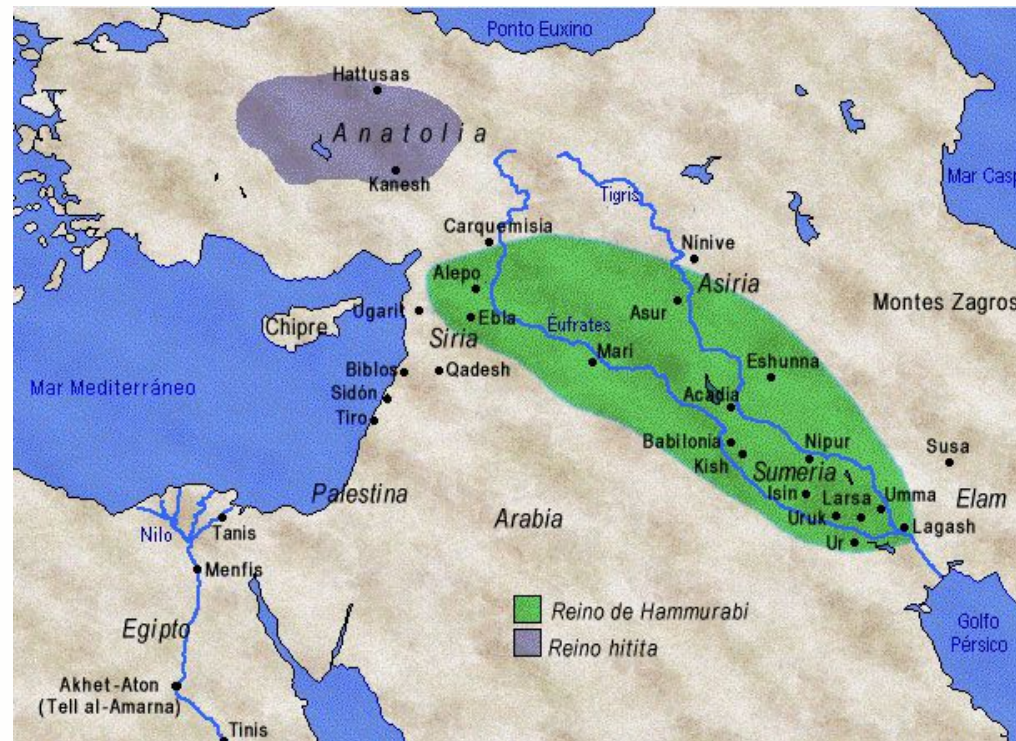 Ponto Euxino
Hattusas
Anatolia
Kanesh
Mar Casp
Tigris
Carquemisia
Nínive
Alepo
Asiria
Montes Zagros
Ugarit
Asur
Chipre
Ebla
Éufrates
Siria
Mari
Eshunna
Biblos
Qadesh
Mar Mediterráneo
Sidón
Acadia
Tiro
Babilonia
Nipur
Susa
Kish
Sumeria
Palestina
Isin
Larsa
Umma
Elam
Arabia
Uruk
Lagash
Nilo
Tanis
Ur
Menfis
Reino de Hammurabi
Golfo
Pérsico
Egipto
Reino hitita
Akhet-Aton
(Tell al-Amarna)
Tinis